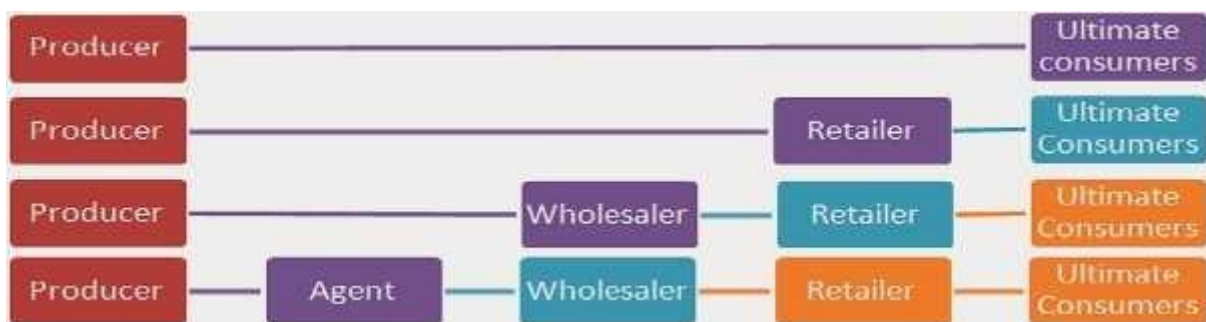 Producer
Ultimate
consumers
Producer
Retailer
Ultimate
Consumers
Producer
Wholesaler
Retailer
Ultimate
Consumers
Producer
Agent
Wholesaler
Retailer
Ultimate
Consumers